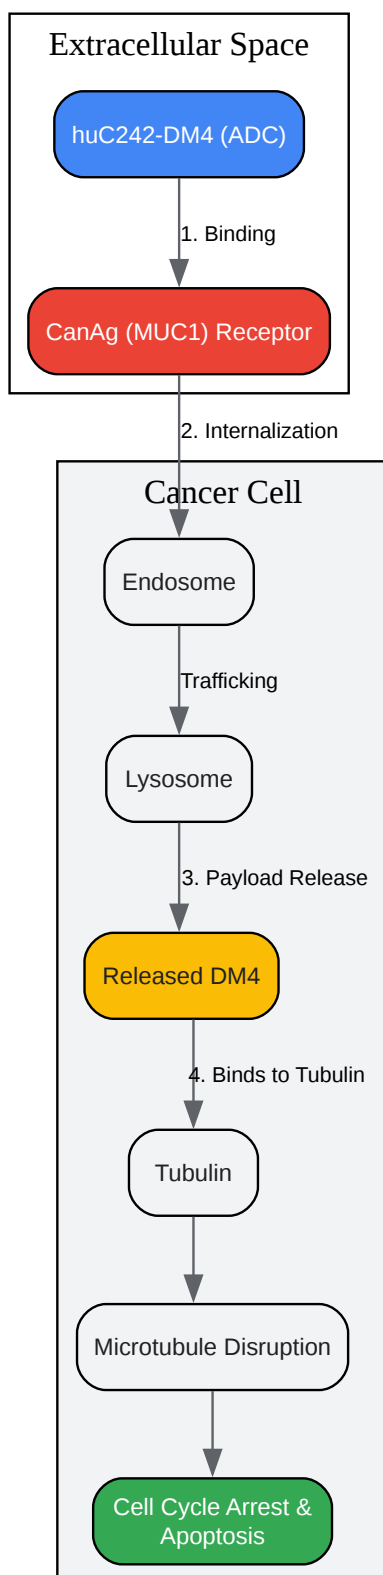 Extracellular Space
huC242-DM4 (ADC)
1. Binding
CanAg (MUC1) Receptor
2. Internalization
Cancer Cell
Endosome
Trafficking
Lysosome
3. Payload Release
Released DM4
4. Binds to Tubulin
Tubulin
Microtubule Disruption
Cell Cycle Arrest &
Apoptosis